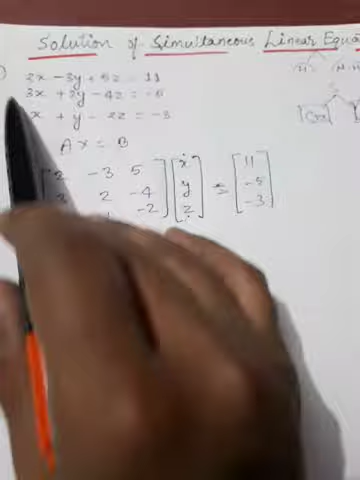 Solution of Simultaneous Linear Equa
2x - 3y + 5z = 11
3x + 2y - 4z = -5
x + y - 2z = -3
AX = B
2 -3 5 x 11
2 -4 y = -5
-2 z -3